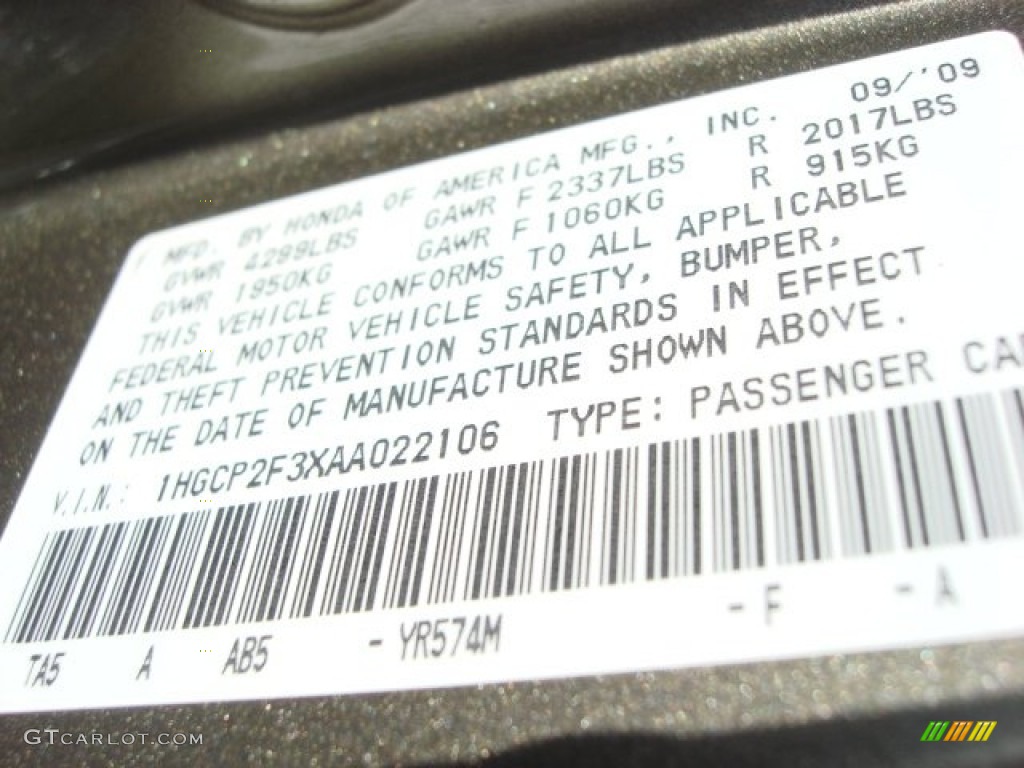 MFD. BY HONDA OF AMERICA MFG., INC. 09/'09
GVWR 4299LBS GAWR F 2337LBS R 2017LBS
GVWR 1950KG GAWR F 1060KG R 915KG
THIS VEHICLE CONFORMS TO ALL APPLICABLE
FEDERAL MOTOR VEHICLE SAFETY, BUMPER,
AND THEFT PREVENTION STANDARDS IN EFFECT
ON THE DATE OF MANUFACTURE SHOWN ABOVE.
V.I.N.: 1HGCP2F3XAA022106 TYPE: PASSENGER CA
TA5 A AB5 - YR574M - F - A
GTCARLOT.COM